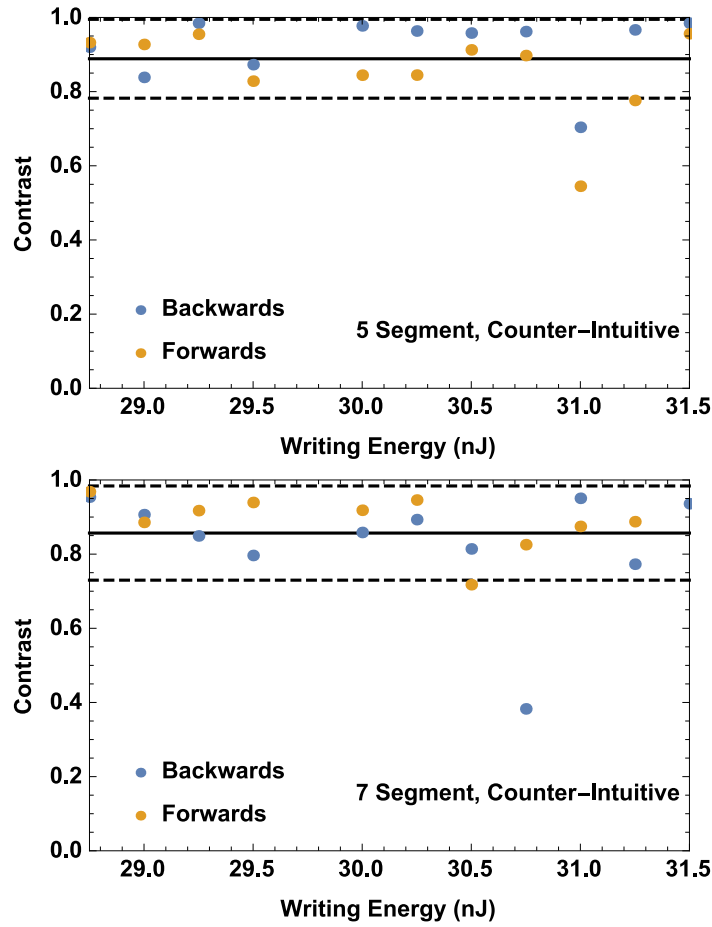 1.0
0.8
0.6
0.4
0.2
0.0
Contrast
Backwards
Forwards
5 Segment, Counter–Intuitive
29.0 29.5 30.0 30.5 31.0 31.5
Writing Energy (nJ)
1.0
0.8
0.6
0.4
0.2
0.0
Contrast
Backwards
Forwards
7 Segment, Counter–Intuitive
29.0 29.5 30.0 30.5 31.0 31.5
Writing Energy (nJ)